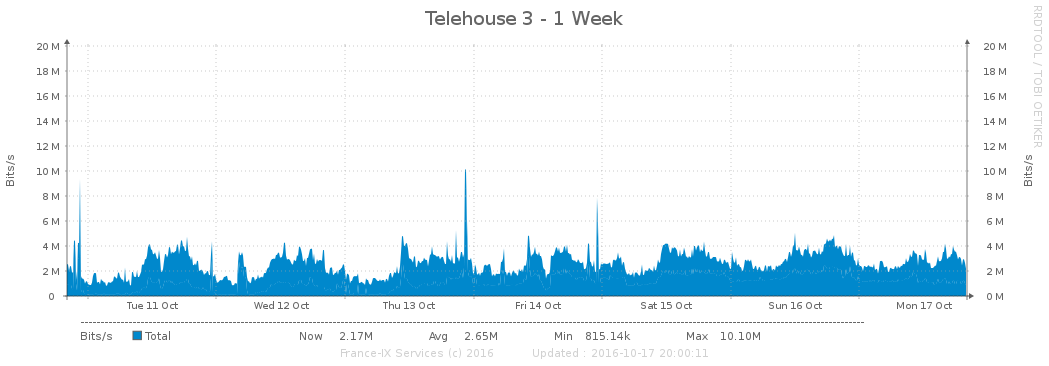 Telehouse 3 - 1 Week
RRDTOOL / TOBI OETIKER
Bits/s
20 M 20 M
18 M 18 M
16 M 16 M
14 M 14 M
12 M 12 M
10 M 10 M
8 M 8 M
6 M 6 M
4 M 4 M
2 M 2 M
0 0 M
Bits/s
Tue 11 Oct Wed 12 Oct Thu 13 Oct Fri 14 Oct Sat 15 Oct Sun 16 Oct Mon 17 Oct
Bits/s Total Now 2.17M Avg 2.65M Min 815.14k Max 10.10M
France-IX Services (c) 2016 Updated : 2016-10-17 20:00:11